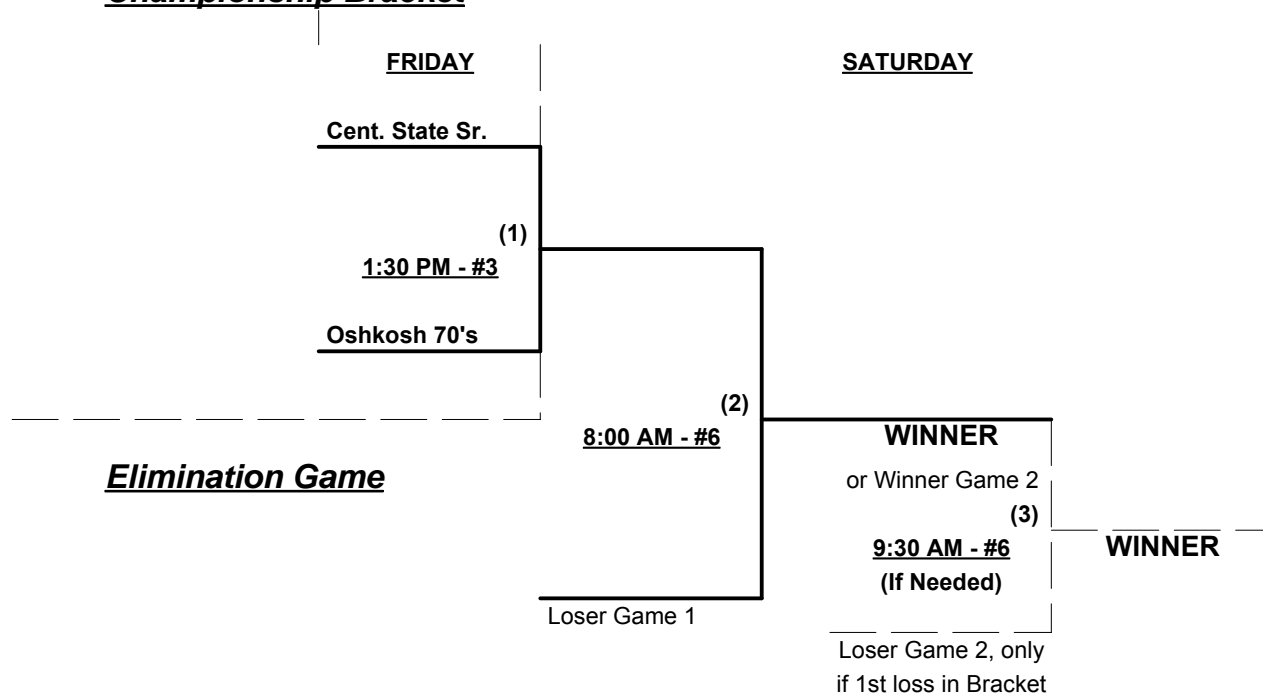 Championship Bracket
FRIDAY
SATURDAY
Cent. State Sr.
(1)
1:30 PM - #3
Oshkosh 70's
(2)
8:00 AM - #6
WINNER
Elimination Game
or Winner Game 2
(3)
9:30 AM - #6
WINNER
(If Needed)
Loser Game 1
Loser Game 2, only
if 1st loss in Bracket